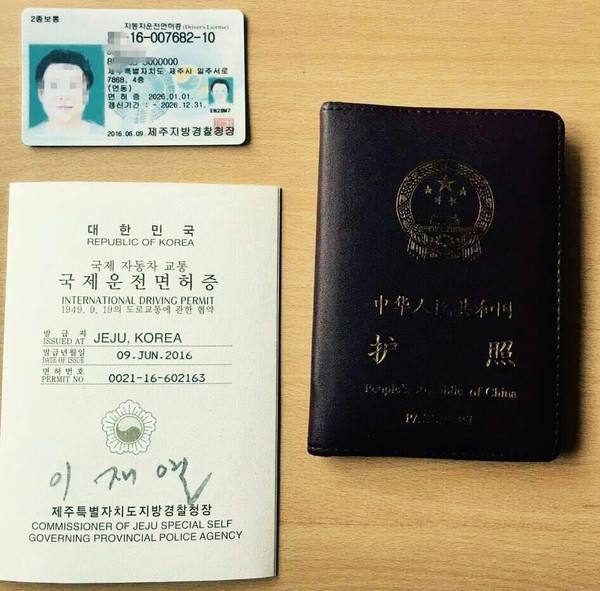 2종보통
자동차운전면허증(Driver's License)
16-007682-10
제주특별자치도 제주시 일주서로
7868, 4층
(연동)
면 허 증 2026.01.01.
갱신기간 : ~ 2026.12.31.
2016.06.09. 제주지방경찰청장
대 한 민 국
REPUBLIC OF KOREA
국제 자동차 교통
국제운전면허증
INTERNATIONAL DRIVING PERMIT
1949. 9. 19의 도로교통에 관한 협약
발 급 지
ISSUED AT JEJU, KOREA
발급년월일
DATE OF ISSUE 09.JUN.2016
면 허 번 호
PERMIT NO 0021-16-602163
이 재 열
제주특별자치도지방경찰청장
COMMISSIONER OF JEJU SPECIAL SELF
GOVERNING PROVINCIAL POLICE AGENCY
中华人民共和国
护 照
People's Republic of China
PASSPORT